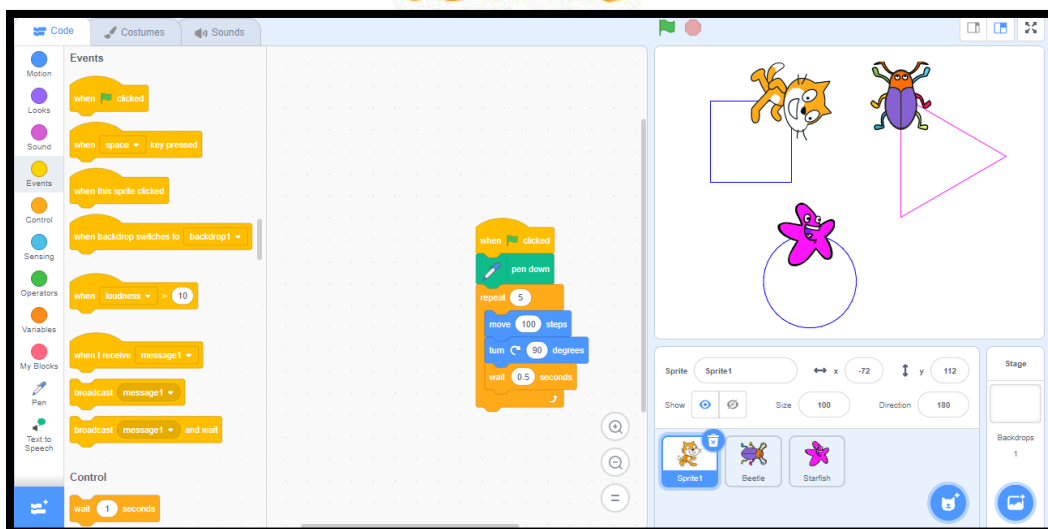 Code
Costumes
Sounds
Motion
Looks
Sound
Events
Control
Sensing
Operators
Variables
My Blocks
Pen
Text to
Speech
Events
when clicked
when space key pressed
when this sprite clicked
when backdrop switches to backdrop1
when loudness > 10
when I receive message1
broadcast message1
broadcast message1 and wait
Control
wait 1 seconds
when clicked
pen down
repeat 5
move 100 steps
turn 90 degrees
wait 0.5 seconds
Sprite Sprite1 x -72 y 112
Show Size 100 Direction 180
Sprite1
Beetle
Starfish
Stage
Backdrops
1